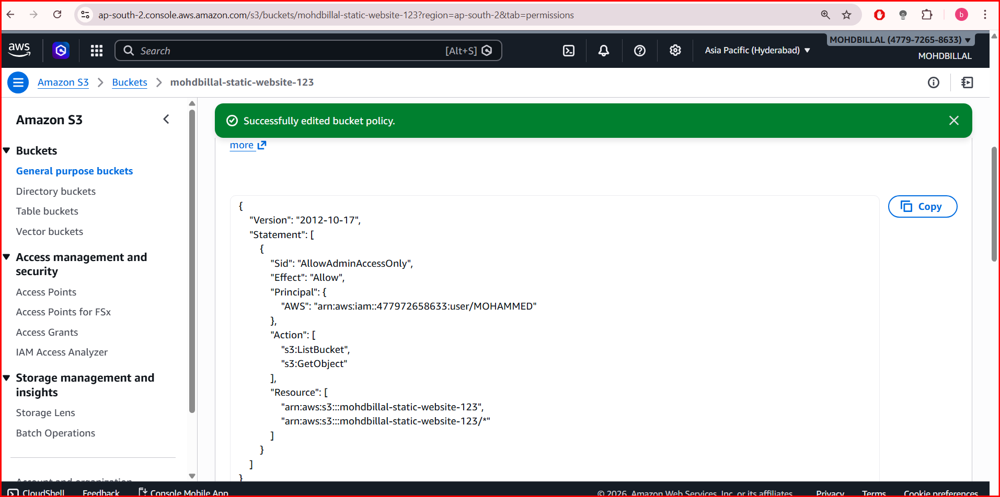 ap-south-2.console.aws.amazon.com/s3/buckets/mohdbillal-static-website-123?region=ap-south-2&tab=permissions
b
aws
Search
[Alt+S]
Asia Pacific (Hyderabad)
MOHDBILLAL (4779-7265-8633)
MOHDBILLAL
Amazon S3
Buckets
mohdbillal-static-website-123
Amazon S3
Buckets
General purpose buckets
Directory buckets
Table buckets
Vector buckets
Access management and
security
Access Points
Access Points for FSx
Access Grants
IAM Access Analyzer
Storage management and
insights
Storage Lens
Batch Operations
Account and organization
Successfully edited bucket policy.
more
Copy
{
"Version": "2012-10-17",
"Statement": [
{
"Sid": "AllowAdminAccessOnly",
"Effect": "Allow",
"Principal": {
"AWS": "arn:aws:iam::477972658633:user/MOHAMMED"
},
"Action": [
"s3:ListBucket",
"s3:GetObject"
],
"Resource": [
"arn:aws:s3:::mohdbillal-static-website-123",
"arn:aws:s3:::mohdbillal-static-website-123/*"
]
}
]
}
CloudShell
Feedback
Console Mobile App
© 2026, Amazon Web Services, Inc. or its affiliates.
Privacy
Terms
Cookie preferences